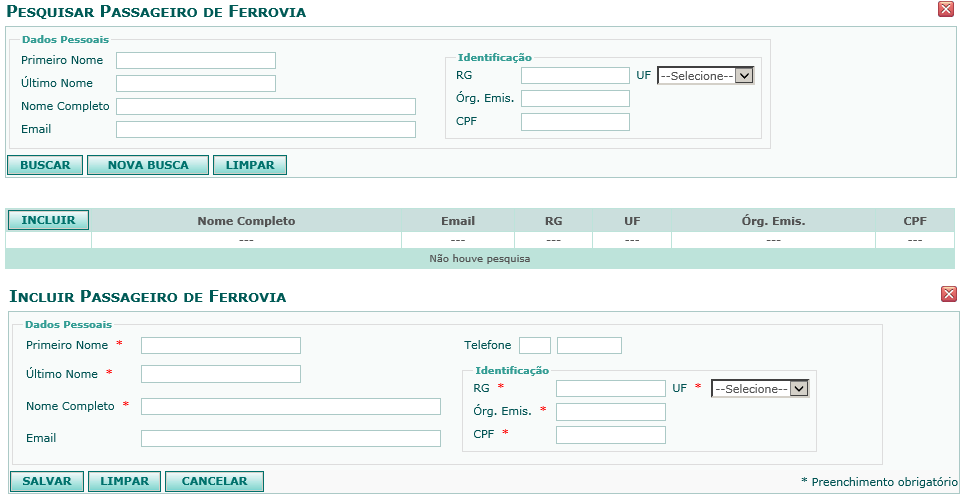 PESQUISAR PASSAGEIRO DE FERROVIA
Dados Pessoais
Primeiro Nome
Último Nome
Nome Completo
Email
Identificação
RG UF --Selecione--
Órg. Emis.
CPF
BUSCAR NOVA BUSCA LIMPAR
INCLUIR Nome Completo Email RG UF Órg. Emis. CPF
--- --- --- --- --- ---
Não houve pesquisa
INCLUIR PASSAGEIRO DE FERROVIA
Dados Pessoais
Primeiro Nome *
Último Nome *
Nome Completo *
Email
Telefone
Identificação
RG * UF * --Selecione--
Órg. Emis. *
CPF *
SALVAR LIMPAR CANCELAR * Preenchimento obrigatório